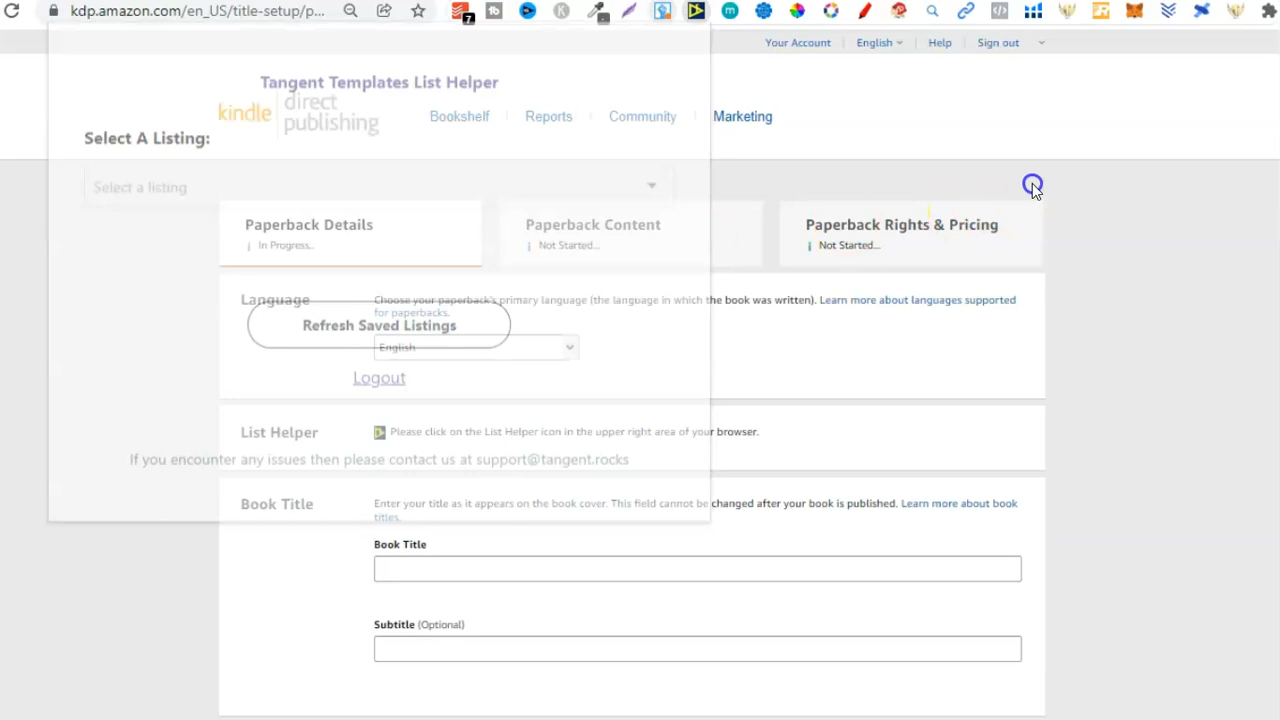 kdp.amazon.com/en_US/title-setup/p...
7
Your Account
English
Help
Sign out
Tangent Templates List Helper
kindle direct publishing
Bookshelf
Reports
Community
Marketing
Select A Listing:
Select a listing
Paperback Details
In Progress..
Paperback Content
Not Started...
Paperback Rights & Pricing
Not Started...
Language
Choose your paperback's primary language (the language in which the book was written). Learn more about languages supported
for paperbacks.
Refresh Saved Listings
English
Logout
List Helper
Please click on the List Helper icon in the upper right area of your browser.
If you encounter any issues then please contact us at support@tangent.rocks
Book Title
Enter your title as it appears on the book cover. This field cannot be changed after your book is published. Learn more about book
titles.
Book Title
Subtitle (Optional)